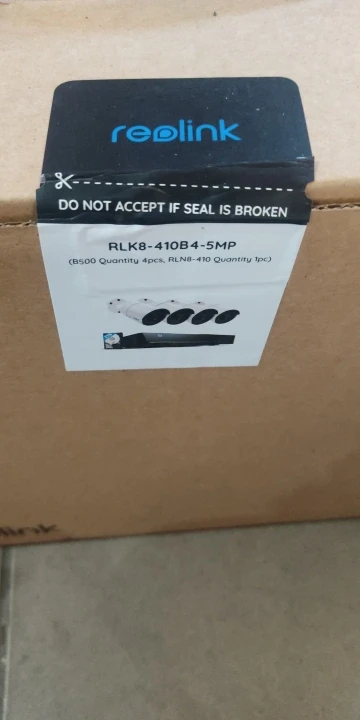 reolink
DO NOT ACCEPT IF SEAL IS BROKEN
RLK8-410B4-5MP
(B500 Quantity 4pcs, RLN8-410 Quantity 1pc)